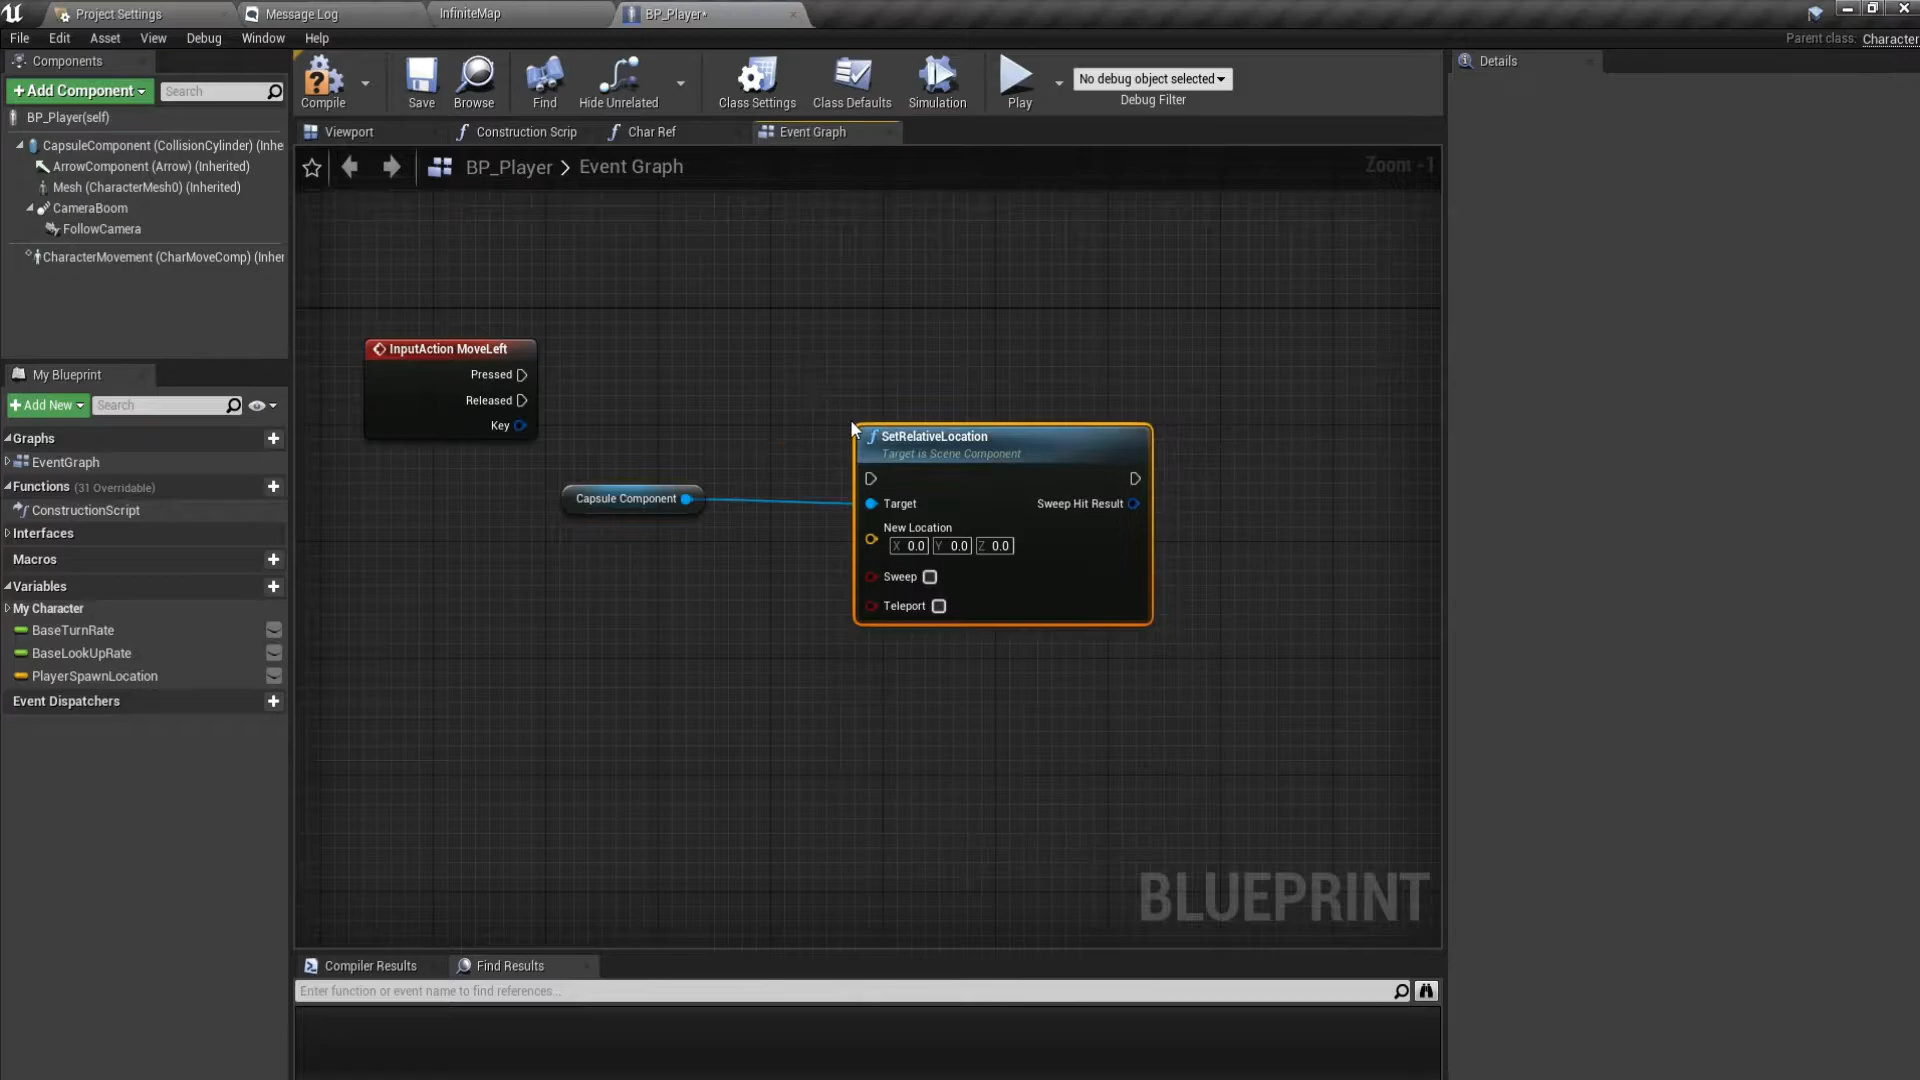 Project Settings
Message Log
InfiniteMap
BP_Player*
File Edit Asset View Debug Window Help
Parent class: Character
Components
+Add Component
Search
BP_Player(self)
CapsuleComponent (CollisionCylinder) (Inhe
ArrowComponent (Arrow) (Inherited)
Mesh (CharacterMesh0) (Inherited)
CameraBoom
FollowCamera
CharacterMovement (CharMoveComp) (Inher
Compile
Save
Browse
Find
Hide Unrelated
Class Settings
Class Defaults
Simulation
Play
No debug object selected
Debug Filter
Details
Viewport
Construction Scrip
Char Ref
Event Graph
BP_Player > Event Graph
Zoom -1
InputAction MoveLeft
Pressed
Released
Key
Capsule Component
SetRelativeLocation
Target is Scene Component
Target
Sweep Hit Result
New Location
X 0.0 Y 0.0 Z 0.0
Sweep
Teleport
BLUEPRINT
My Blueprint
+Add New
Search
Graphs
EventGraph
Functions (31 Overridable)
ConstructionScript
Interfaces
Macros
Variables
My Character
BaseTurnRate
BaseLookUpRate
PlayerSpawnLocation
Event Dispatchers
Compiler Results
Find Results
Enter function or event name to find references...